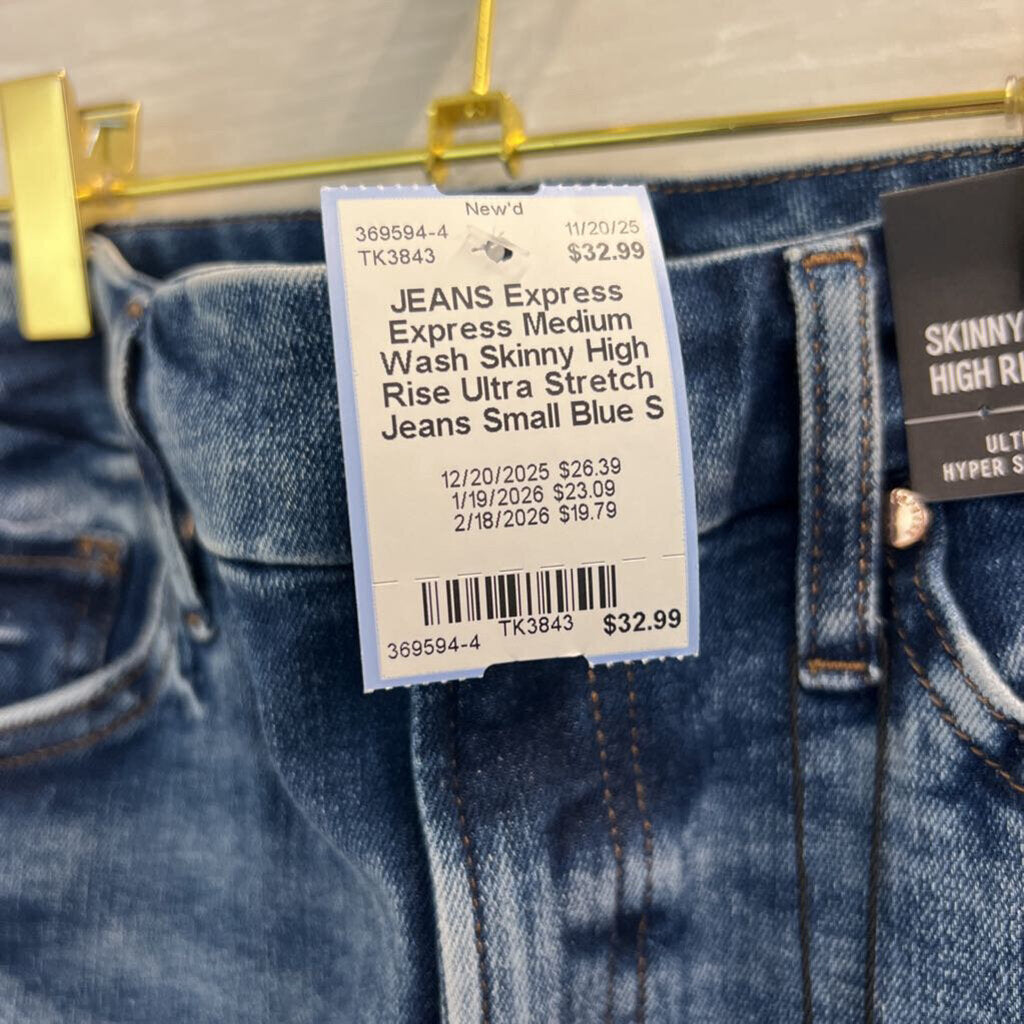 New'd
369594-4 11/20/25
TK3843 $32.99
JEANS Express
Express Medium
Wash Skinny High
Rise Ultra Stretch
Jeans Small Blue S
12/20/2025 $26.39
1/19/2026 $23.09
2/18/2026 $19.79
369594-4 TK3843 $32.99
SKINNY
HIGH
HYPER